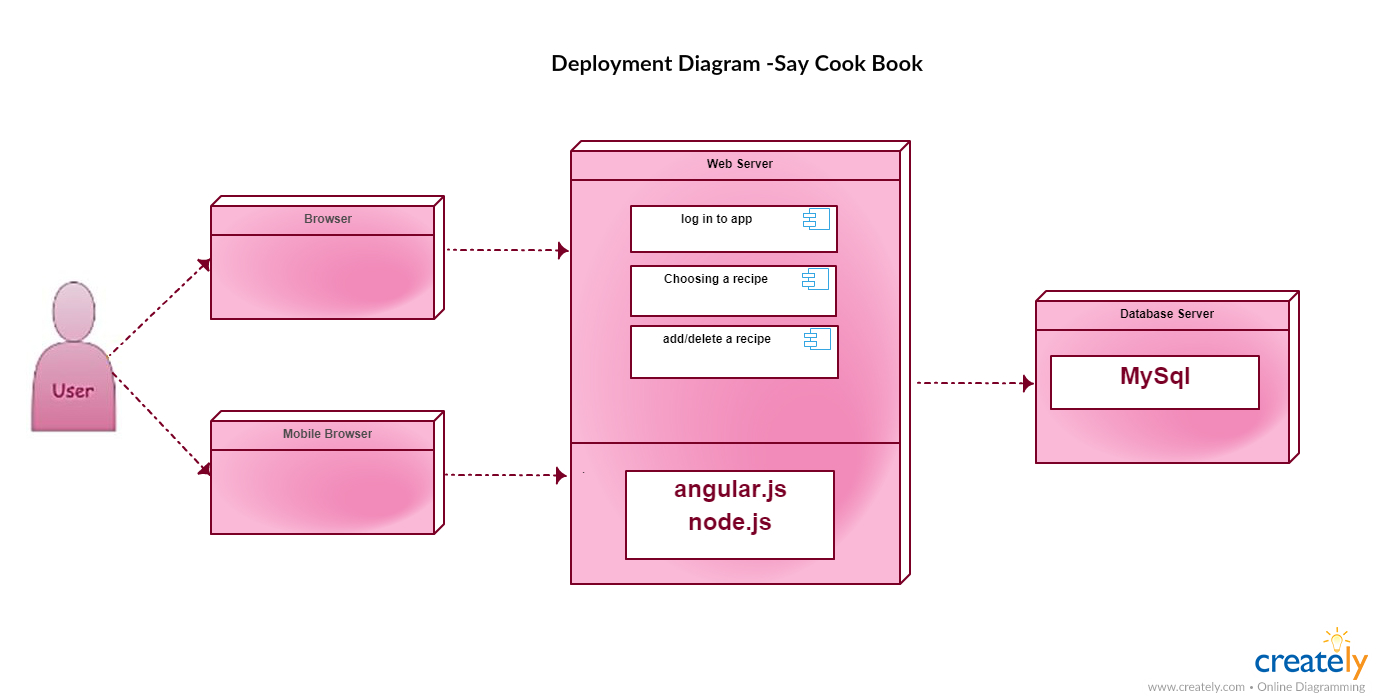 Deployment Diagram -Say Cook Book
Web Server
Browser
log in to app
Choosing a recipe
add/delete a recipe
Database Server
MySql
User
Mobile Browser
angular.js
node.js
creately
www.creately.com • Online Diagramming